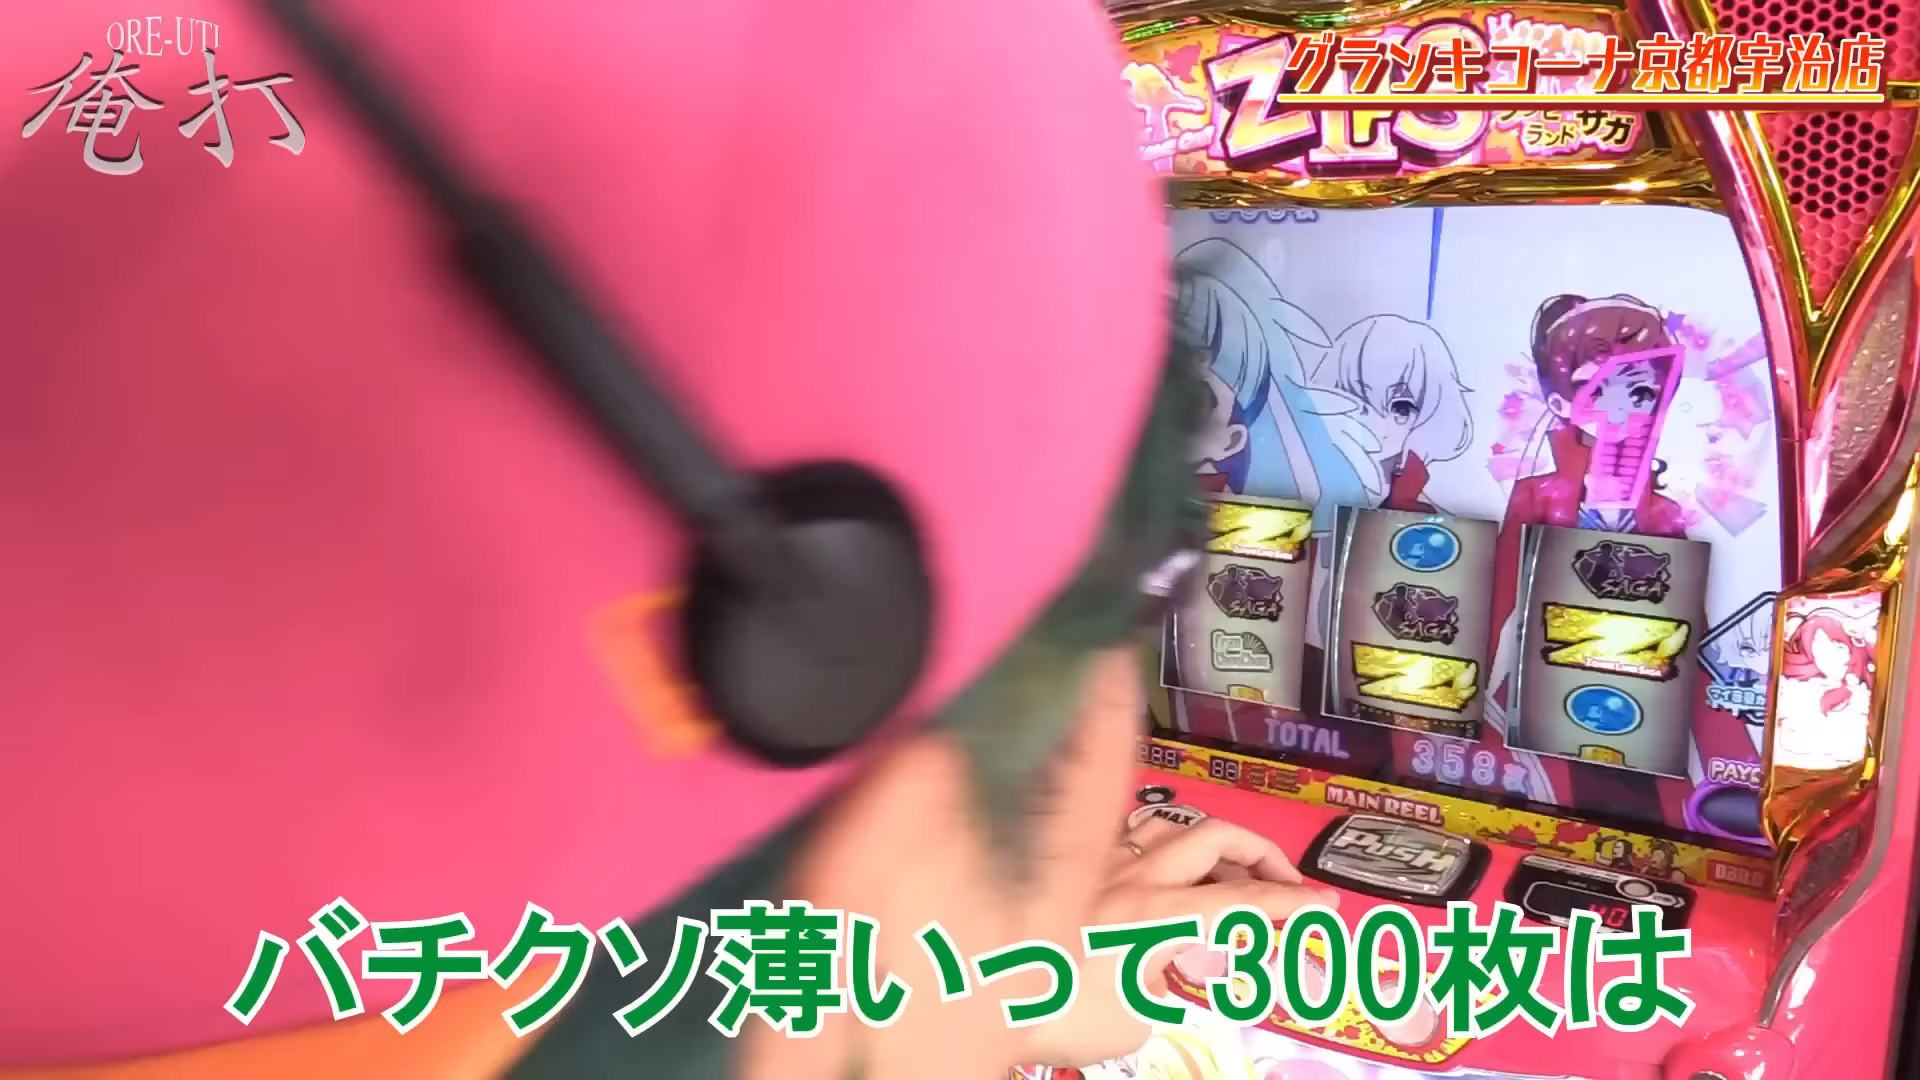 ORE-UTI
俺打
グランキコーナ京都宇治店
ZLS
ランド サガ
SAGA
SAGA
SAGA
TOTAL 358
MAIN REEL
MAX
PUSH
バチクソ薄いって300枚は